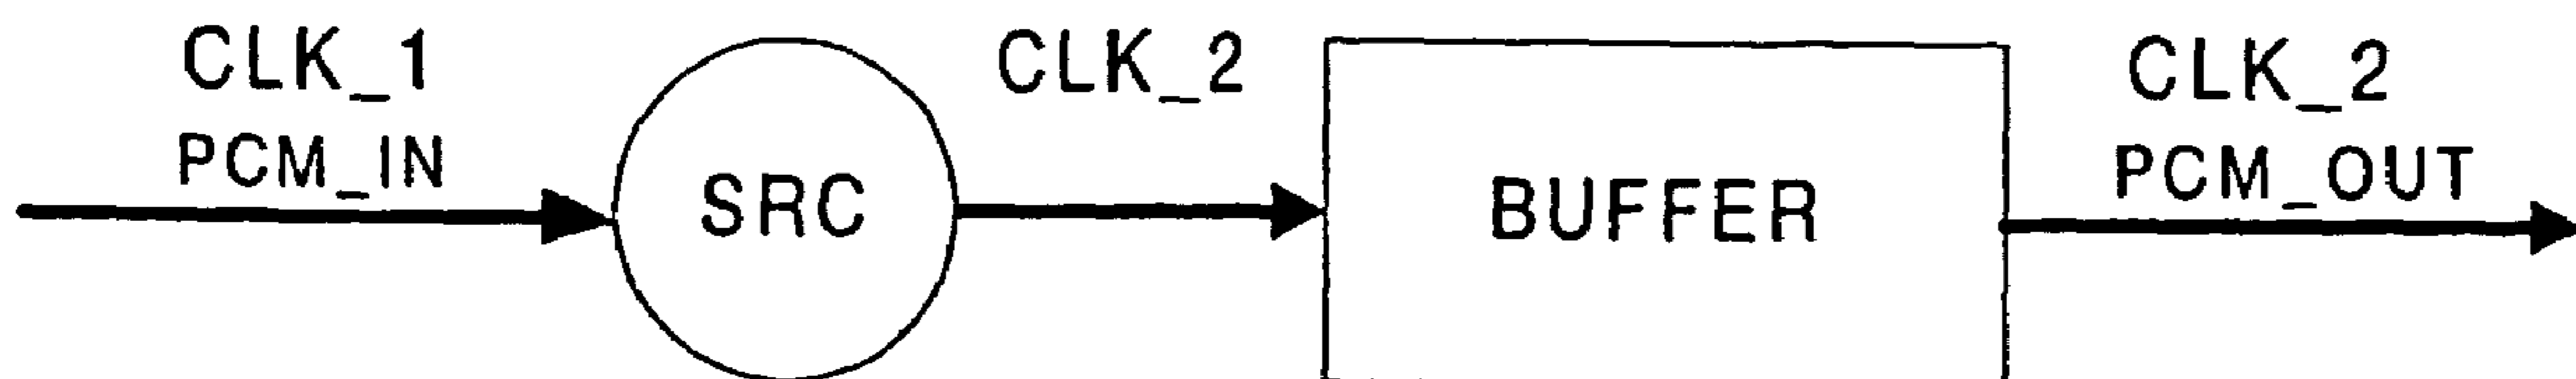 CLK_1
PCM_IN
SRC
CLK_2
BUFFER
CLK_2
PCM_OUT